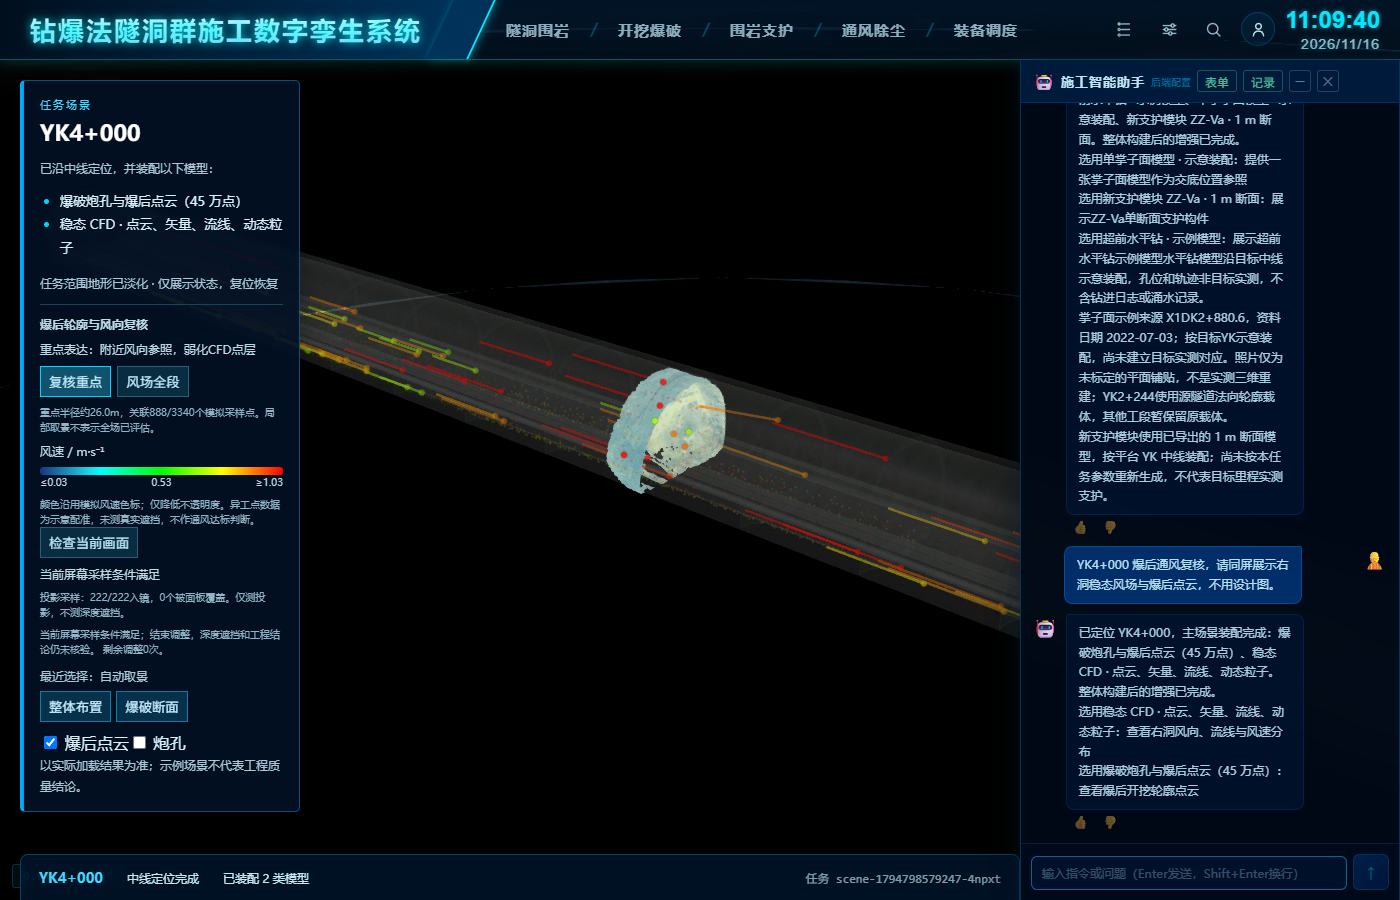 钻爆法隧洞群施工数字孪生系统
隧洞围岩 / 开挖爆破 / 围岩支护 / 通风除尘 / 装备调度
11:09:40
2026/11/16
任务场景
YK4+000
已沿中线定位，并装配以下模型：
爆破炮孔与爆后点云（45 万点）
稳态 CFD · 点云、矢量、流线、动态粒
子
任务范围地形已淡化 · 仅展示状态，复位恢复
爆后轮廓与风向复核
重点表达：附近风向参照，弱化CFD点层
复核重点 风场全段
重点半径约26.0m，关联888/3340个模拟采样点。局
部取景不表示全场已评估。
风速 / m·s⁻¹
≤0.03 0.53 ≥1.03
颜色沿用模拟风速色标；仅降低不透明度。异工点数据
为示意配准，未测真实遮挡，不作通风达标判断。
检查当前画面
当前屏幕采样条件满足
投影采样：222/222入镜，0个被面板覆盖。仅测投
影，不测深度遮挡。
当前屏幕采样条件满足；结束调整，深度遮挡和工程结
论仍未核验。 剩余调整0次。
最近选择：自动取景
整体布置 爆破断面
爆后点云 炮孔
以实际加载结果为准；示例场景不代表工程质
量结论。
YK4+000 中线定位完成 已装配 2 类模型
任务 scene-1794798579247-4npxt
施工智能助手 后端配置 表单 记录
意装配、新支护模块 ZZ-Va · 1 m 断
面。整体构建后的增强已完成。
选用单掌子面模型 · 示意装配：提供一
张掌子面模型作为交底位置参照
选用新支护模块 ZZ-Va · 1 m 断面：展
示ZZ-Va单断面支护构件
选用超前水平钻 · 示例模型：展示超前
水平钻示例模型水平钻模型沿目标中线
示意装配，孔位和轨迹非目标实测，不
含钻进日志或涌水记录。
掌子面示例来源 X1DK2+880.6，资料
日期 2022-07-03；按目标YK示意装
配，尚未建立目标实测对应。照片仅为
未标定的平面铺贴，不是实测三维重
建；YK2+244使用源隧道法向轮廓载
体，其他工段暂保留原载体。
新支护模块使用已导出的 1 m 断面模
型，按平台 YK 中线装配；尚未按本任
务参数重新生成，不代表目标里程实测
支护。
YK4+000 爆后通风复核，请同屏展示右
洞稳态风场与爆后点云，不用设计图。
已定位 YK4+000，主场景装配完成：爆
破炮孔与爆后点云（45 万点）、稳态
CFD · 点云、矢量、流线、动态粒子。
整体构建后的增强已完成。
选用稳态 CFD · 点云、矢量、流线、动
态粒子：查看右洞风向、流线与风速分
布
选用爆破炮孔与爆后点云（45 万点）：
查看爆后开挖轮廓点云
输入指令或问题（Enter发送，Shift+Enter换行）